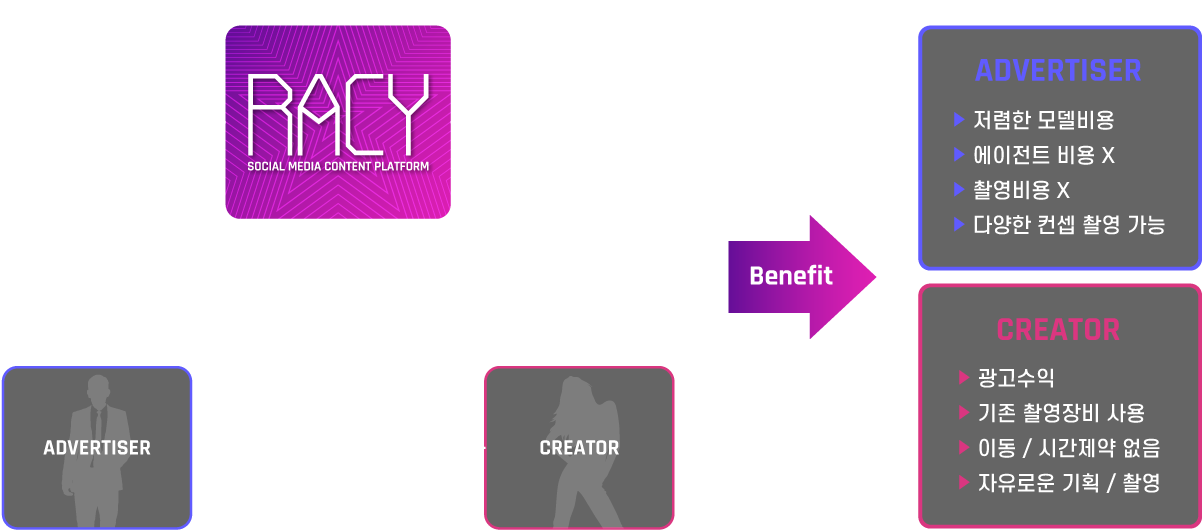 RACY
SOCIAL MEDIA CONTENT PLATFORM
ADVERTISER
CREATOR
Benefit
ADVERTISER
저렴한 모델비용
에이전트 비용 X
촬영비용 X
다양한 컨셉 촬영 가능
CREATOR
광고수익
기존 촬영장비 사용
이동 / 시간제약 없음
자유로운 기획 / 촬영